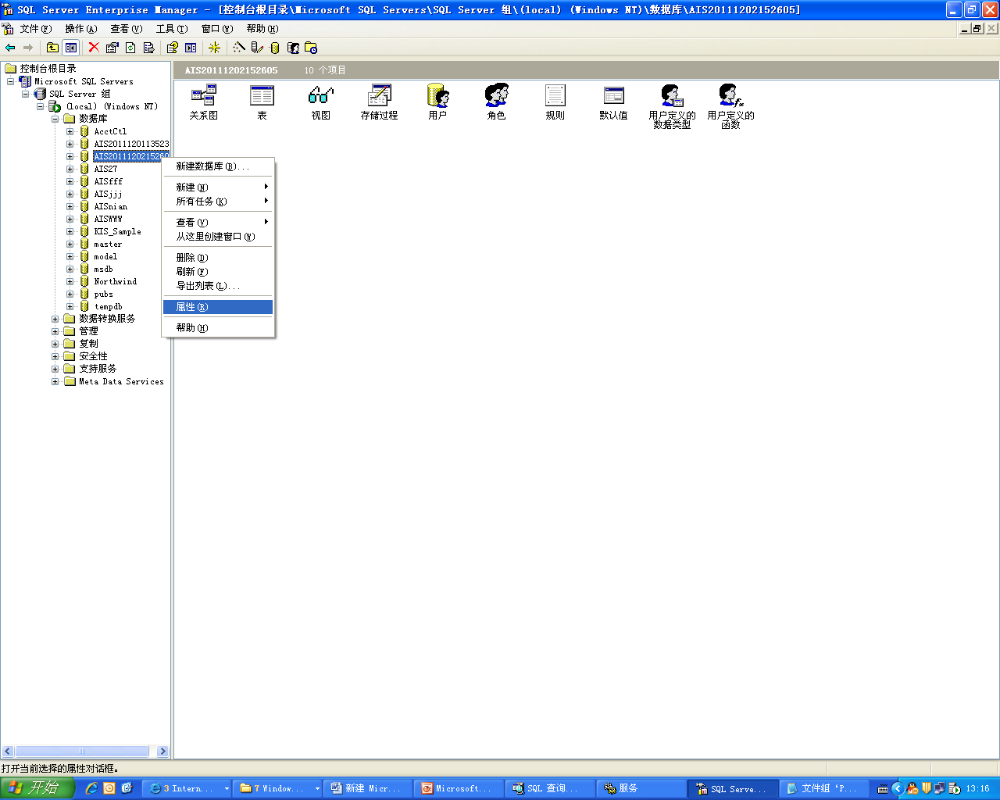 SQL Server Enterprise Manager - [控制台根目录\Microsoft SQL Servers\SQL Server 组\(local) (Windows NT)\数据库\AIS20111202152605]
文件(F) 操作(A) 查看(V) 工具(T) 窗口(W) 帮助(H)
控制台根目录
Microsoft SQL Servers
SQL Server 组
(local) (Windows NT)
数据库
AcctCtl
AIS2011120113523
AIS2011120215260
AIS27
AISfff
AISjjj
AISnian
AISWWW
KIS_Sample
master
model
msdb
Northwind
pubs
tempdb
数据转换服务
管理
复制
安全性
支持服务
Meta Data Services
AIS20111202152605 10 个项目
关系图 表 视图 存储过程 用户 角色 规则 默认值 用户定义的数据类型 用户定义的函数
新建数据库(B)...
新建(N)
所有任务(K)
查看(V)
从这里创建窗口(W)
删除(D)
刷新(F)
导出列表(L)...
属性(R)
帮助(H)
打开当前选择的属性对话框。
开始 3 Intern... 7 Window... 新建 Micr... Microsoft... SQL 查询... 服务 SQL Serve... 文件组‘P... 13:16